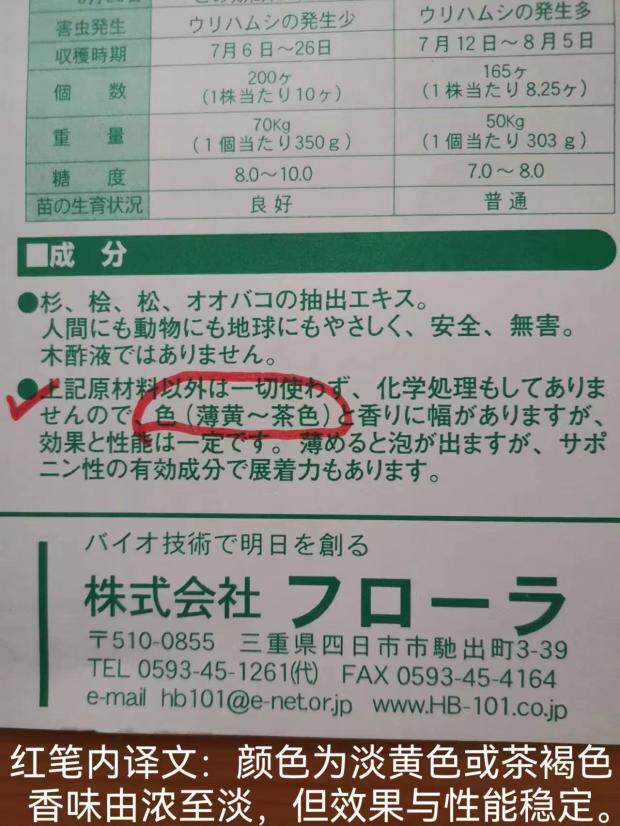 害虫発生 ウリハムシの発生少 ウリハムシの発生多
収穫時期 7月6日～26日 7月12日～8月5日
個 数 200ヶ 165ヶ
(1株当たり10ヶ) (1株当たり8.25ヶ)
重 量 70Kg 50Kg
(1個当たり350g) (1個当たり303g)
糖 度 8.0～10.0 7.0～8.0
苗の生育状況 良好 普通
■成 分
●杉、桧、松、オオバコの抽出エキス。
人間にも動物にも地球にもやさしく、安全、無害。
木酢液ではありません。
●上記原材料以外は一切使わず、化学処理もしてありま
せんので、色(薄黄～茶色)と香りに幅がありますが、
効果と性能は一定です。薄めると泡が出ますが、サポ
ニン性の有効成分で展着力もあります。
バイオ技術で明日を創る
株式会社 フローラ
〒510-0855 三重県四日市市馳出町3-39
TEL 0593-45-1261(代) FAX 0593-45-4164
e-mail hb101@e-net.or.jp www.HB-101.co.jp
红笔内译文：颜色为淡黄色或茶褐色
香味由浓至淡，但效果与性能稳定。